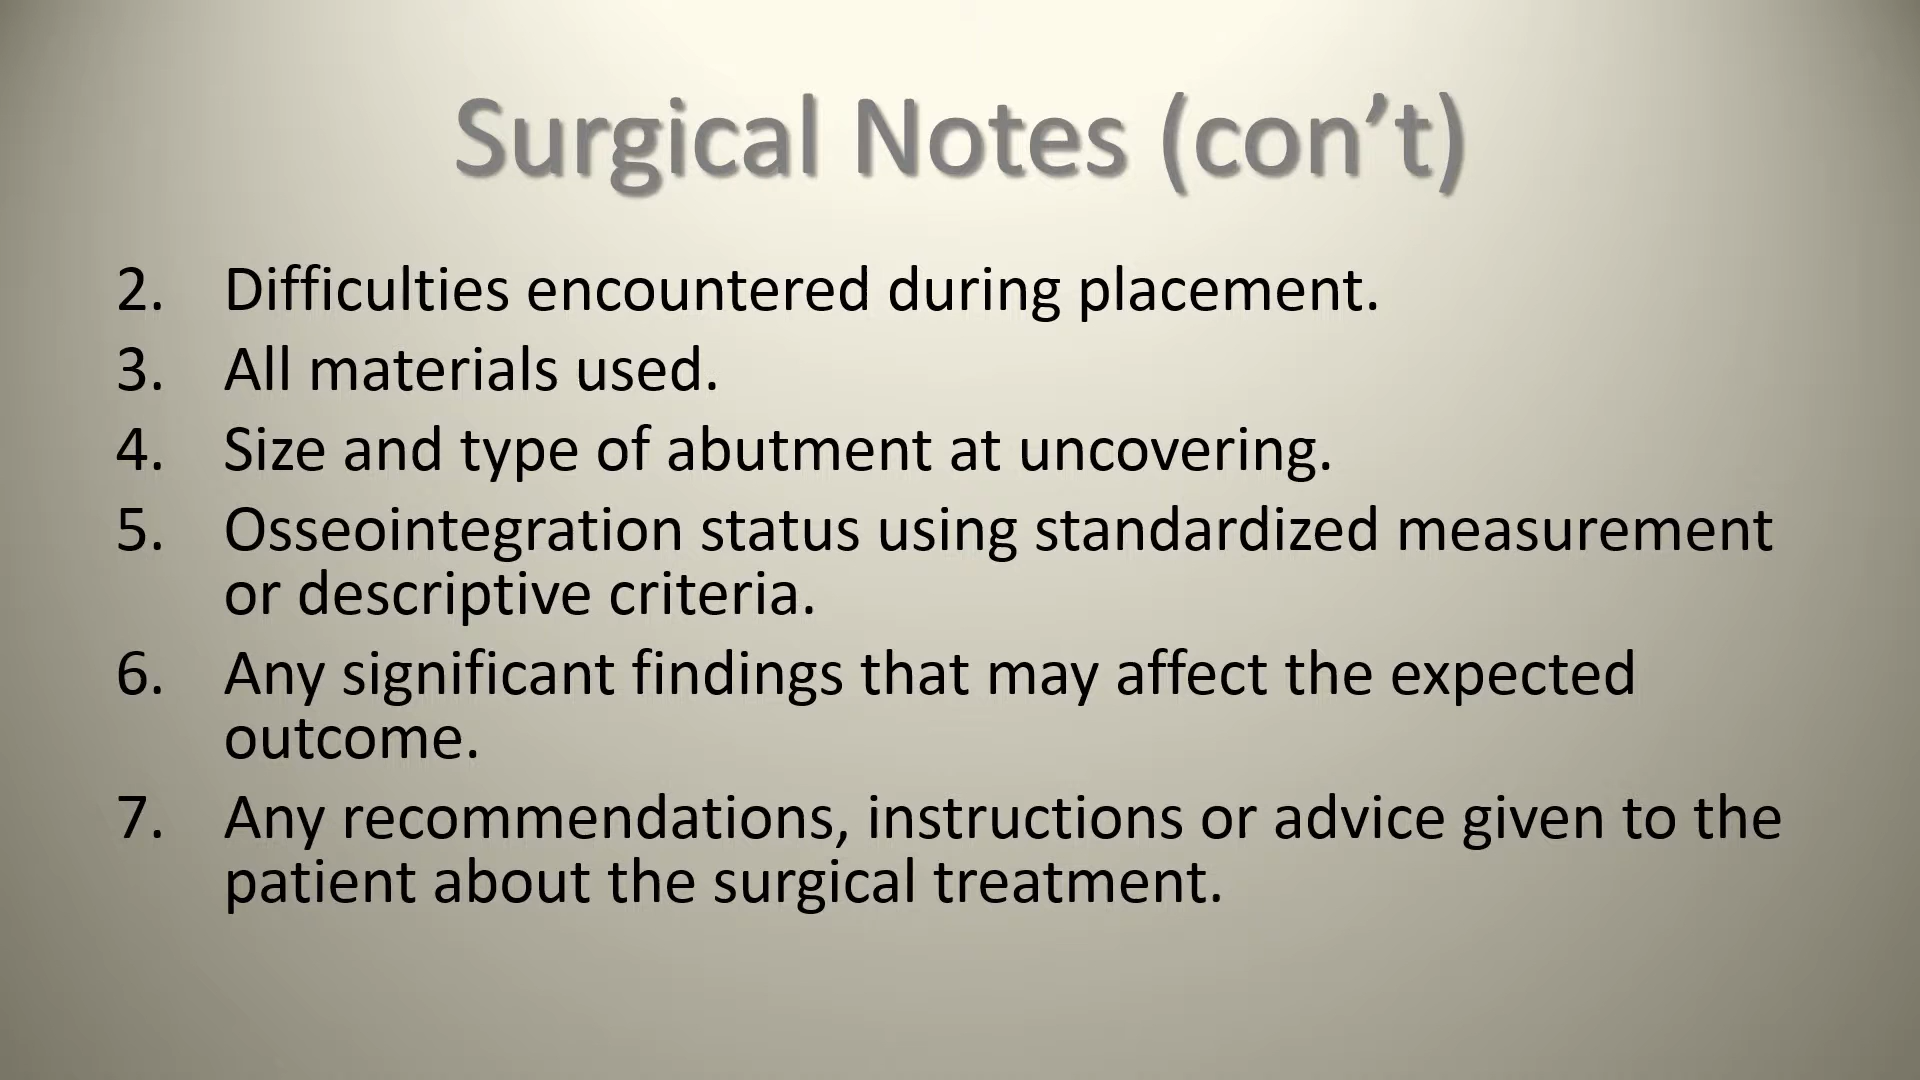 Surgical Notes (con’t)
2. Difficulties encountered during placement.
3. All materials used.
4. Size and type of abutment at uncovering.
5. Osseointegration status using standardized measurement
or descriptive criteria.
6. Any significant findings that may affect the expected
outcome.
7. Any recommendations, instructions or advice given to the
patient about the surgical treatment.